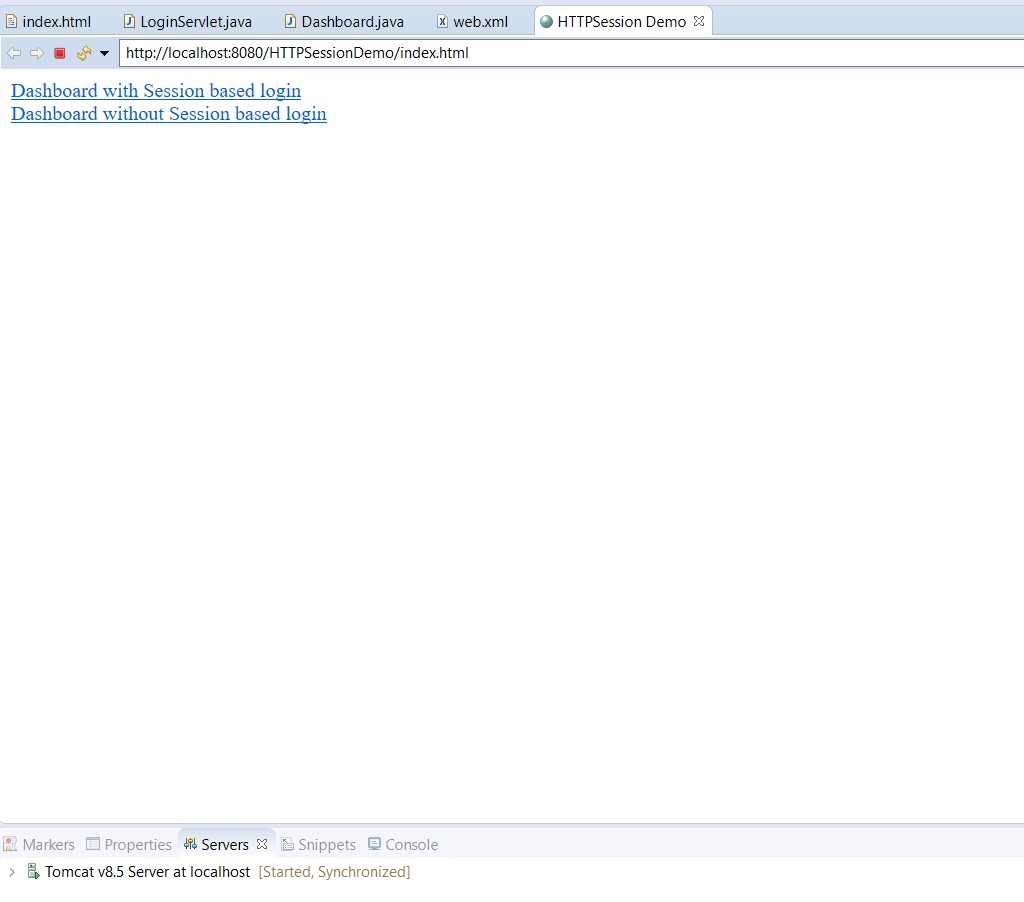 index.html LoginServlet.java Dashboard.java web.xml HTTPSession Demo
http://localhost:8080/HTTPSessionDemo/index.html
Dashboard with Session based login
Dashboard without Session based login
Markers Properties Servers Snippets Console
Tomcat v8.5 Server at localhost [Started, Synchronized]